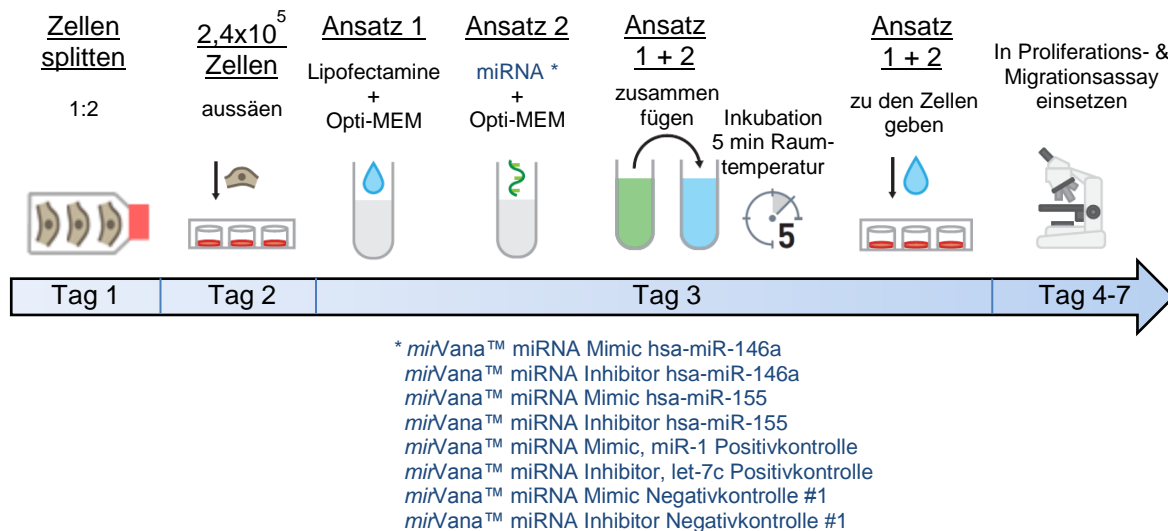 Zellen
splitten
1:2
2,4x10⁵
Zellen
aussäen
Ansatz 1
Lipofectamine
+
Opti-MEM
Ansatz 2
miRNA *
+
Opti-MEM
Ansatz
1 + 2
zusammen
fügen
Inkubation
5 min Raum-
temperatur
5
Ansatz
1 + 2
zu den Zellen
geben
In Proliferations- &
Migrationsassay
einsetzen
Tag 1
Tag 2
Tag 3
Tag 4-7
* mirVana™ miRNA Mimic hsa-miR-146a
mirVana™ miRNA Inhibitor hsa-miR-146a
mirVana™ miRNA Mimic hsa-miR-155
mirVana™ miRNA Inhibitor hsa-miR-155
mirVana™ miRNA Mimic, miR-1 Positivkontrolle
mirVana™ miRNA Inhibitor, let-7c Positivkontrolle
mirVana™ miRNA Mimic Negativkontrolle #1
mirVana™ miRNA Inhibitor Negativkontrolle #1